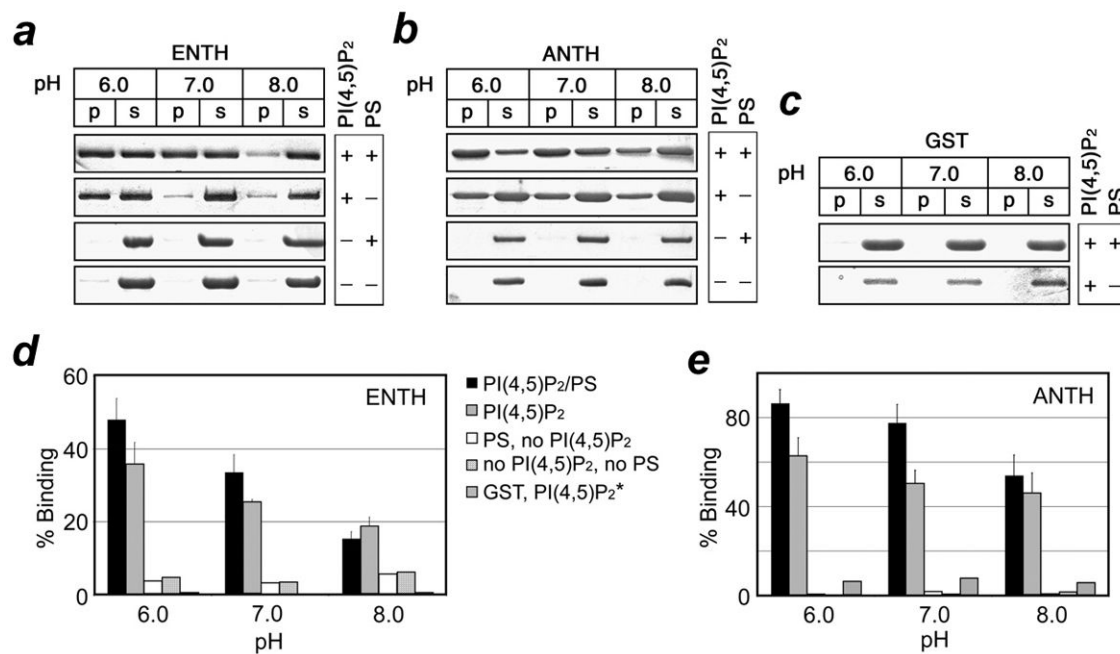 a
ENTH
pH 6.0 7.0 8.0
p s p s p s
PI(4,5)P₂
PS
+ +
+ –
– +
– –
b
ANTH
pH 6.0 7.0 8.0
p s p s p s
PI(4,5)P₂
PS
+ +
+ –
– +
– –
c
GST
pH 6.0 7.0 8.0
p s p s p s
PI(4,5)P₂
PS
+ +
+ –
d
ENTH
60
40
20
0
% Binding
6.0 7.0 8.0
pH
PI(4,5)P₂/PS
PI(4,5)P₂
PS, no PI(4,5)P₂
no PI(4,5)P₂, no PS
GST, PI(4,5)P₂*
e
ANTH
80
40
0
% Binding
6.0 7.0 8.0
pH